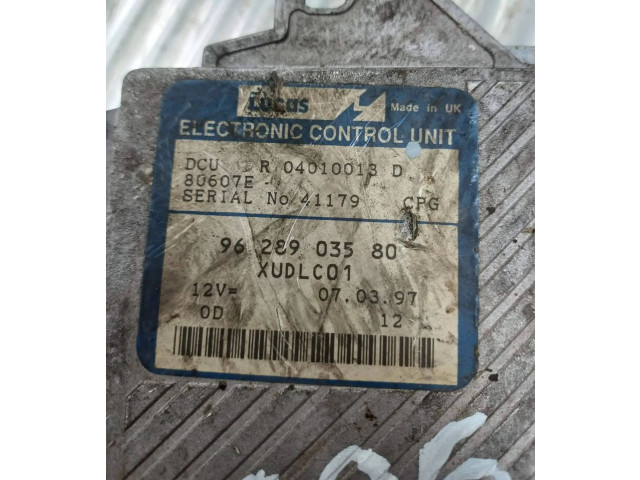 Lucas
Made in UK
ELECTRONIC CONTROL UNIT
DCU R 04010013 D
80607E -
SERIAL No 41179 CPG
96 289 035 80
XUDLC01
12V= 07.03.97
0D 12